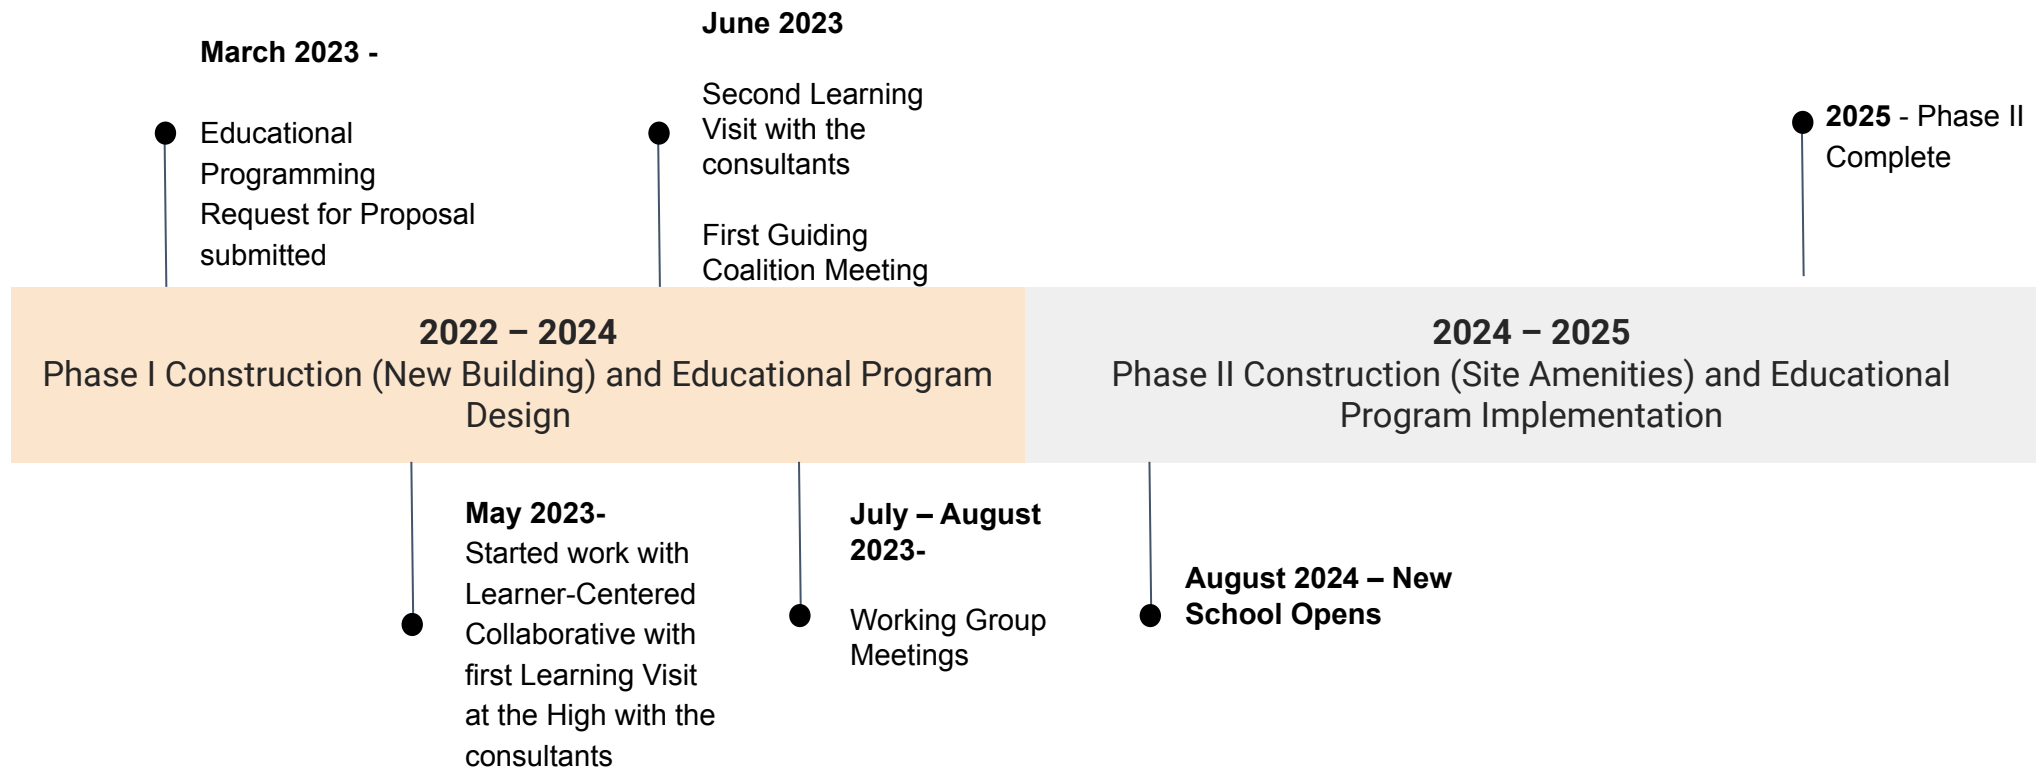 March 2023 -
Educational
Programming
Request for Proposal
submitted
June 2023
Second Learning
Visit with the
consultants
First Guiding
Coalition Meeting
2025 - Phase II
Complete
2022 – 2024
Phase I Construction (New Building) and Educational Program
Design
2024 – 2025
Phase II Construction (Site Amenities) and Educational
Program Implementation
May 2023-
Started work with
Learner-Centered
Collaborative with
first Learning Visit
at the High with the
consultants
July – August
2023-
Working Group
Meetings
August 2024 – New
School Opens